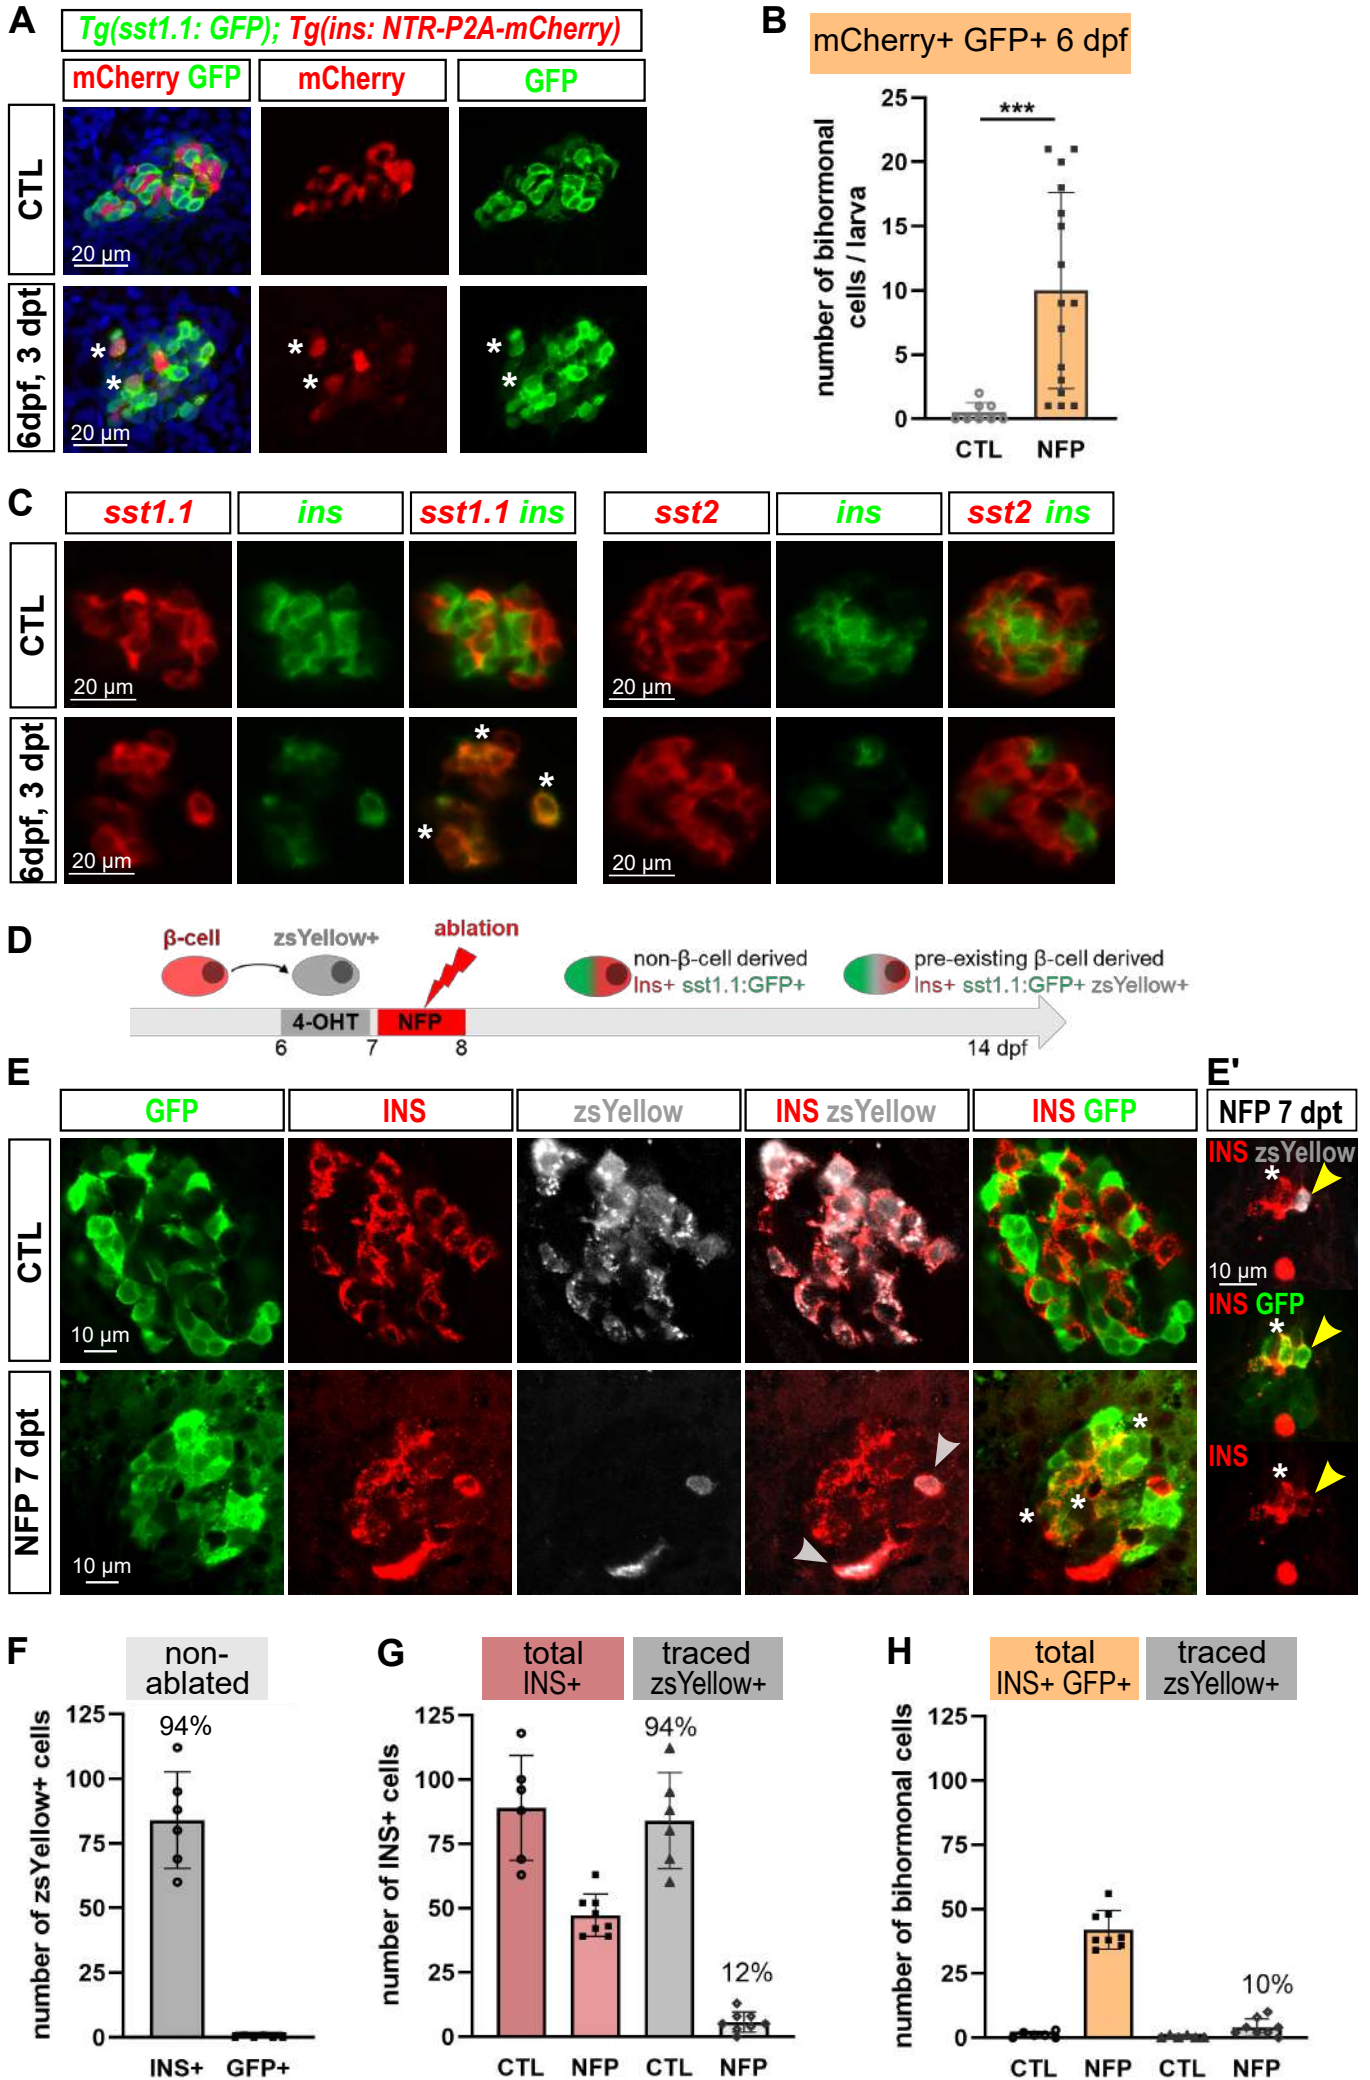 A
Tg(sst1.1: GFP); Tg(ins: NTR-P2A-mCherry)
mCherry GFP
mCherry
GFP
CTL
20 µm
6dpf, 3 dpt
20 µm
*
*
*
*
*
*
B
mCherry+ GFP+ 6 dpf
number of bihormonal
cells / larva
25
20
15
10
5
0
***
CTL
NFP
C
sst1.1
ins
sst1.1 ins
sst2
ins
sst2 ins
CTL
20 µm
20 µm
6dpf, 3 dpt
20 µm
*
*
*
20 µm
D
β-cell
zsYellow+
ablation
non-β-cell derived
Ins+ sst1.1:GFP+
pre-existing β-cell derived
Ins+ sst1.1:GFP+ zsYellow+
4-OHT
NFP
6
7
8
14 dpf
E
GFP
INS
zsYellow
INS zsYellow
INS GFP
CTL
10 µm
NFP 7 dpt
10 µm
*
*
*
E'
NFP 7 dpt
INS zsYellow
*
10 µm
INS GFP
*
INS
*
F
non-
ablated
number of zsYellow+ cells
125
100
75
50
25
0
94%
INS+
GFP+
G
total
INS+
traced
zsYellow+
number of INS+ cells
125
100
75
50
25
0
94%
12%
CTL
NFP
CTL
NFP
H
total
INS+ GFP+
traced
zsYellow+
number of bihormonal cells
125
100
75
50
25
0
10%
CTL
NFP
CTL
NFP